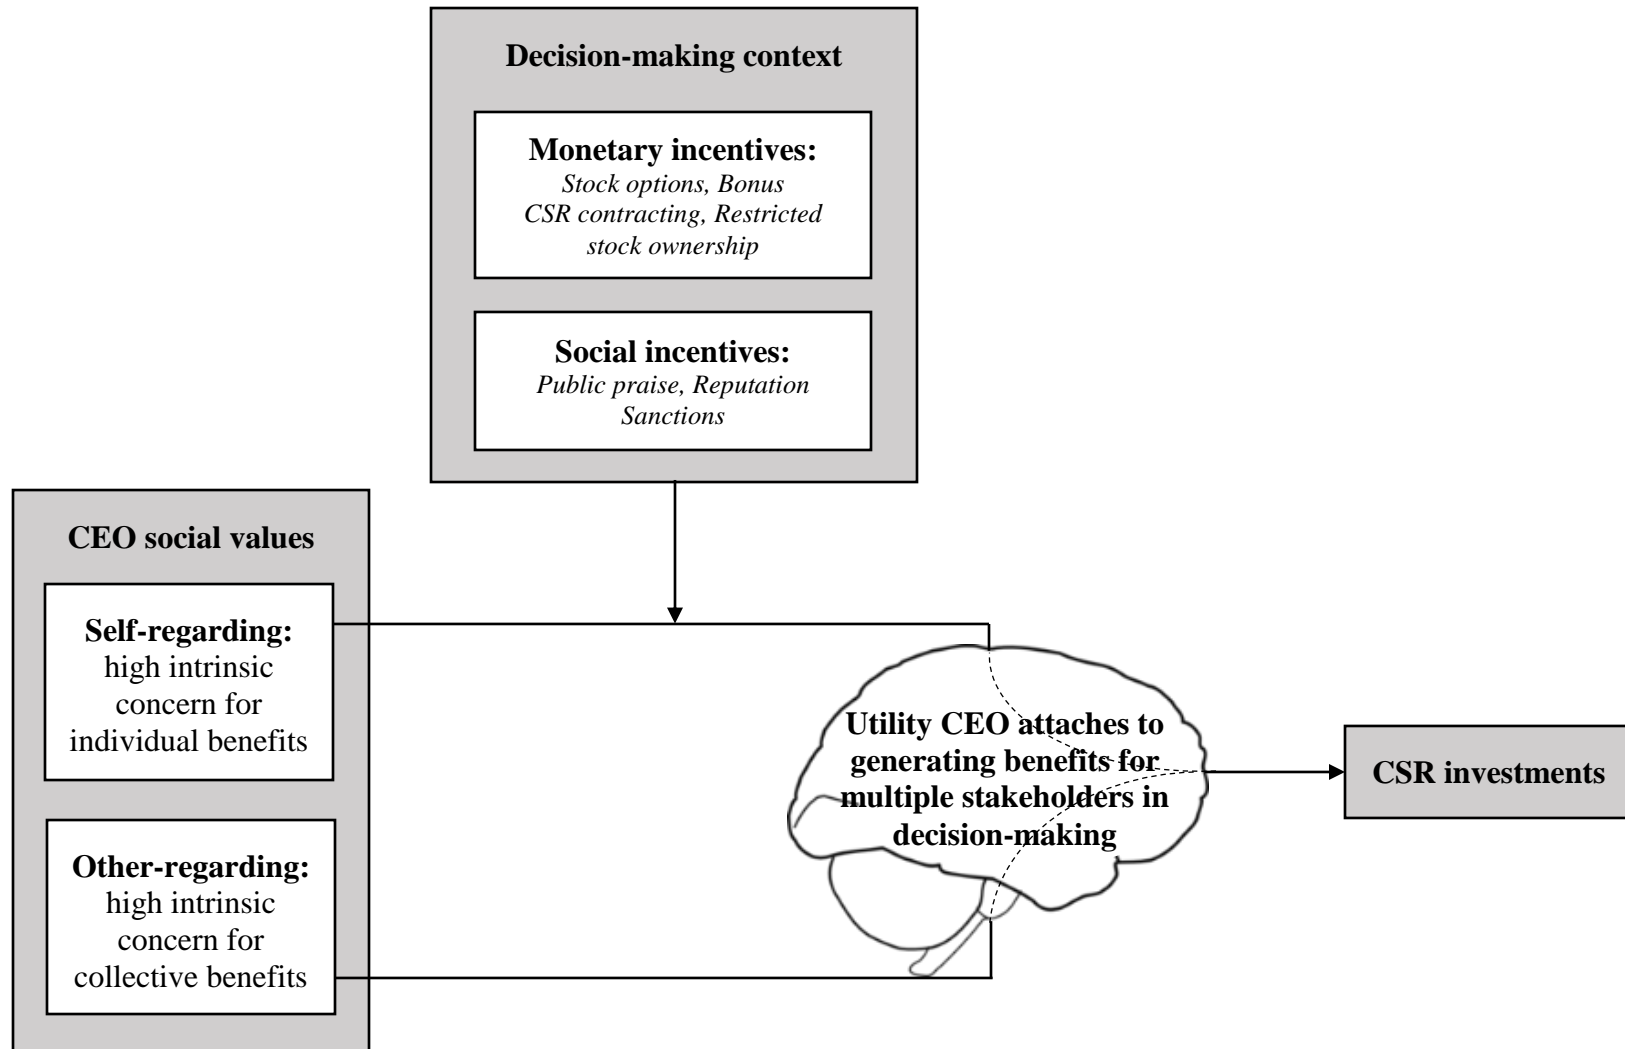 Decision-making context
Monetary incentives:
Stock options, Bonus
CSR contracting, Restricted
stock ownership
Social incentives:
Public praise, Reputation
Sanctions
CEO social values
Self-regarding:
high intrinsic
concern for
individual benefits
Other-regarding:
high intrinsic
concern for
collective benefits
Utility CEO attaches to
generating benefits for
multiple stakeholders in
decision-making
CSR investments